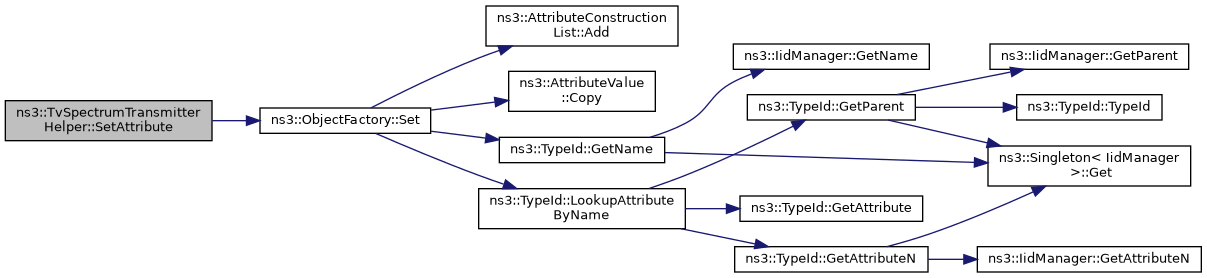 ns3::TvSpectrumTransmitter
Helper::SetAttribute
ns3::ObjectFactory::Set
ns3::AttributeConstruction
List::Add
ns3::AttributeValue
::Copy
ns3::TypeId::GetName
ns3::TypeId::LookupAttribute
ByName
ns3::IidManager::GetName
ns3::TypeId::GetParent
ns3::TypeId::GetAttribute
ns3::TypeId::GetAttributeN
ns3::IidManager::GetParent
ns3::TypeId::TypeId
ns3::Singleton< IidManager
>::Get
ns3::IidManager::GetAttributeN